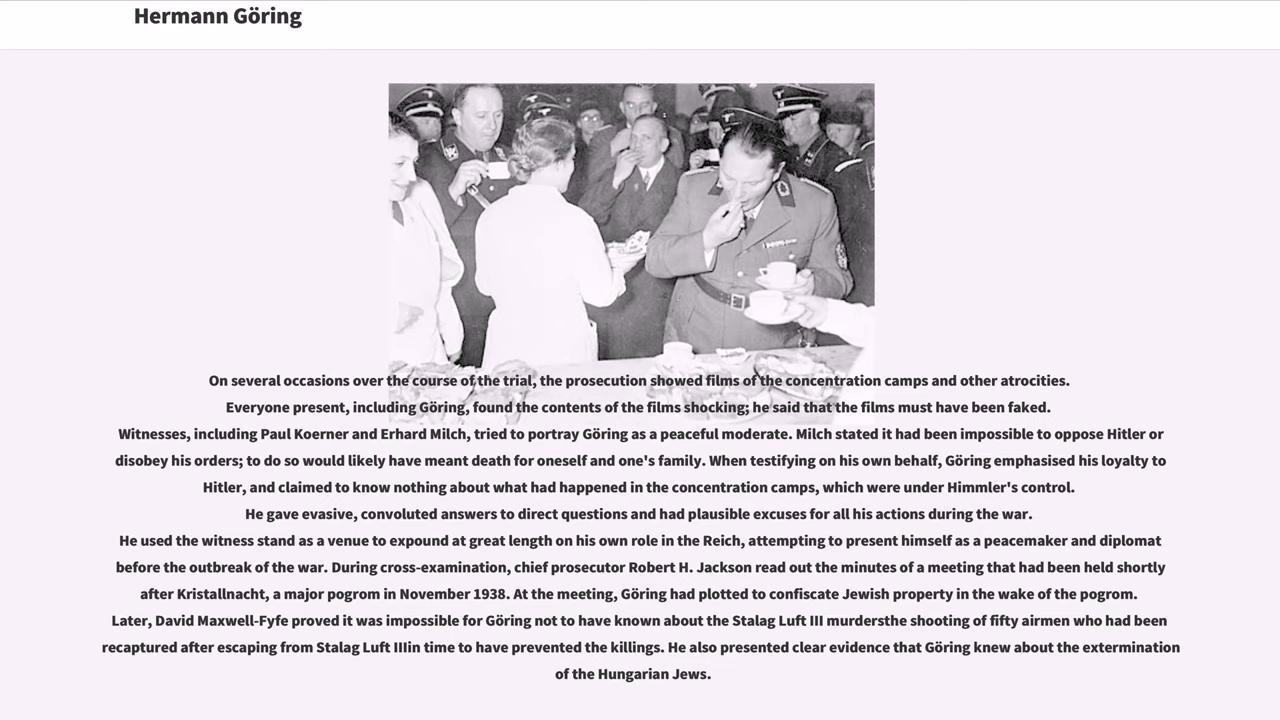 Hermann Göring
On several occasions over the course of the trial, the prosecution showed films of the concentration camps and other atrocities.
Everyone present, including Göring, found the contents of the films shocking; he said that the films must have been faked.
Witnesses, including Paul Koerner and Erhard Milch, tried to portray Göring as a peaceful moderate. Milch stated it had been impossible to oppose Hitler or
disobey his orders; to do so would likely have meant death for oneself and one's family. When testifying on his own behalf, Göring emphasised his loyalty to
Hitler, and claimed to know nothing about what had happened in the concentration camps, which were under Himmler's control.
He gave evasive, convoluted answers to direct questions and had plausible excuses for all his actions during the war.
He used the witness stand as a venue to expound at great length on his own role in the Reich, attempting to present himself as a peacemaker and diplomat
before the outbreak of the war. During cross-examination, chief prosecutor Robert H. Jackson read out the minutes of a meeting that had been held shortly
after Kristallnacht, a major pogrom in November 1938. At the meeting, Göring had plotted to confiscate Jewish property in the wake of the pogrom.
Later, David Maxwell-Fyfe proved it was impossible for Göring not to have known about the Stalag Luft III murdersthe shooting of fifty airmen who had been
recaptured after escaping from Stalag Luft IIIin time to have prevented the killings. He also presented clear evidence that Göring knew about the extermination
of the Hungarian Jews.